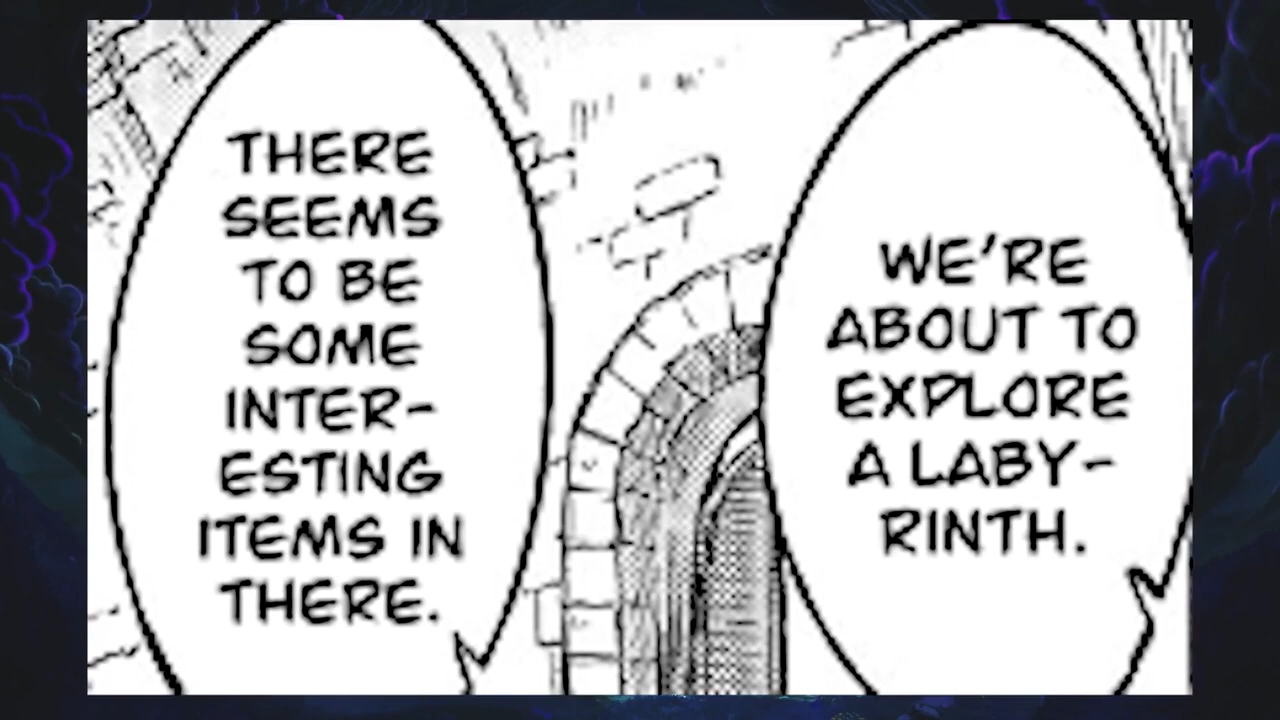 WE'RE
ABOUT TO
EXPLORE
A LABY-
RINTH.
THERE
SEEMS
TO BE
SOME
INTER-
ESTING
ITEMS IN
THERE.